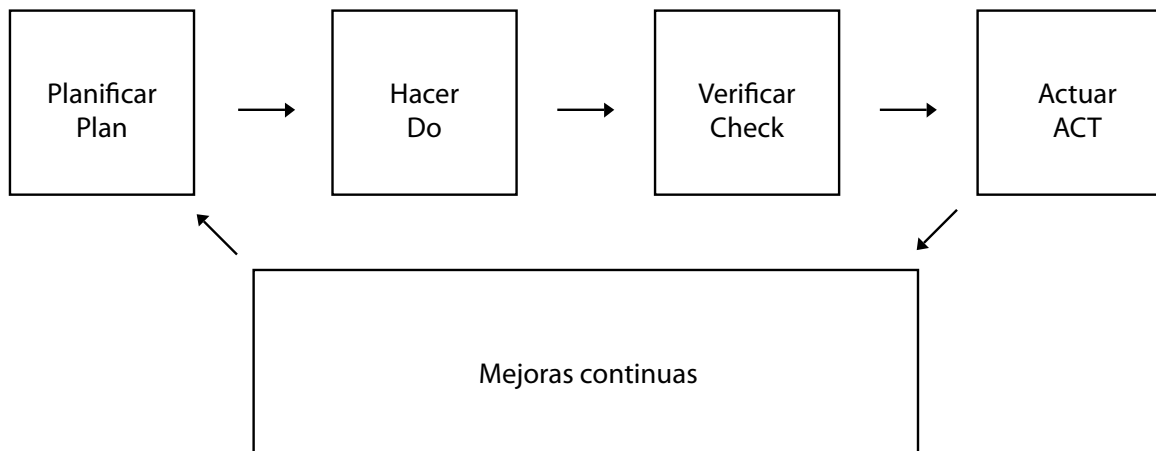 Planificar
Plan
Hacer
Do
Verificar
Check
Actuar
ACT
Mejoras continuas